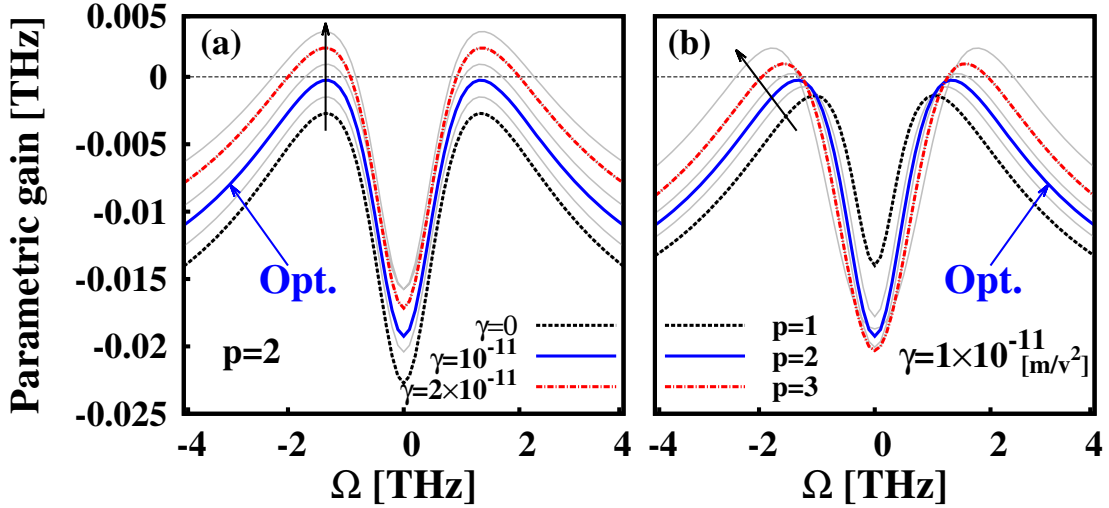 Parametric gain [THz]
0.005
0
-0.005
-0.01
-0.015
-0.02
-0.025
(a)
Opt.
p=2
γ=0
γ=10⁻¹¹
γ=2×10⁻¹¹
-4
-2
0
2
4
Ω [THz]
(b)
Opt.
p=1
p=2
p=3
γ=1×10⁻¹¹ [m/v²]
-4
-2
0
2
4
Ω [THz]